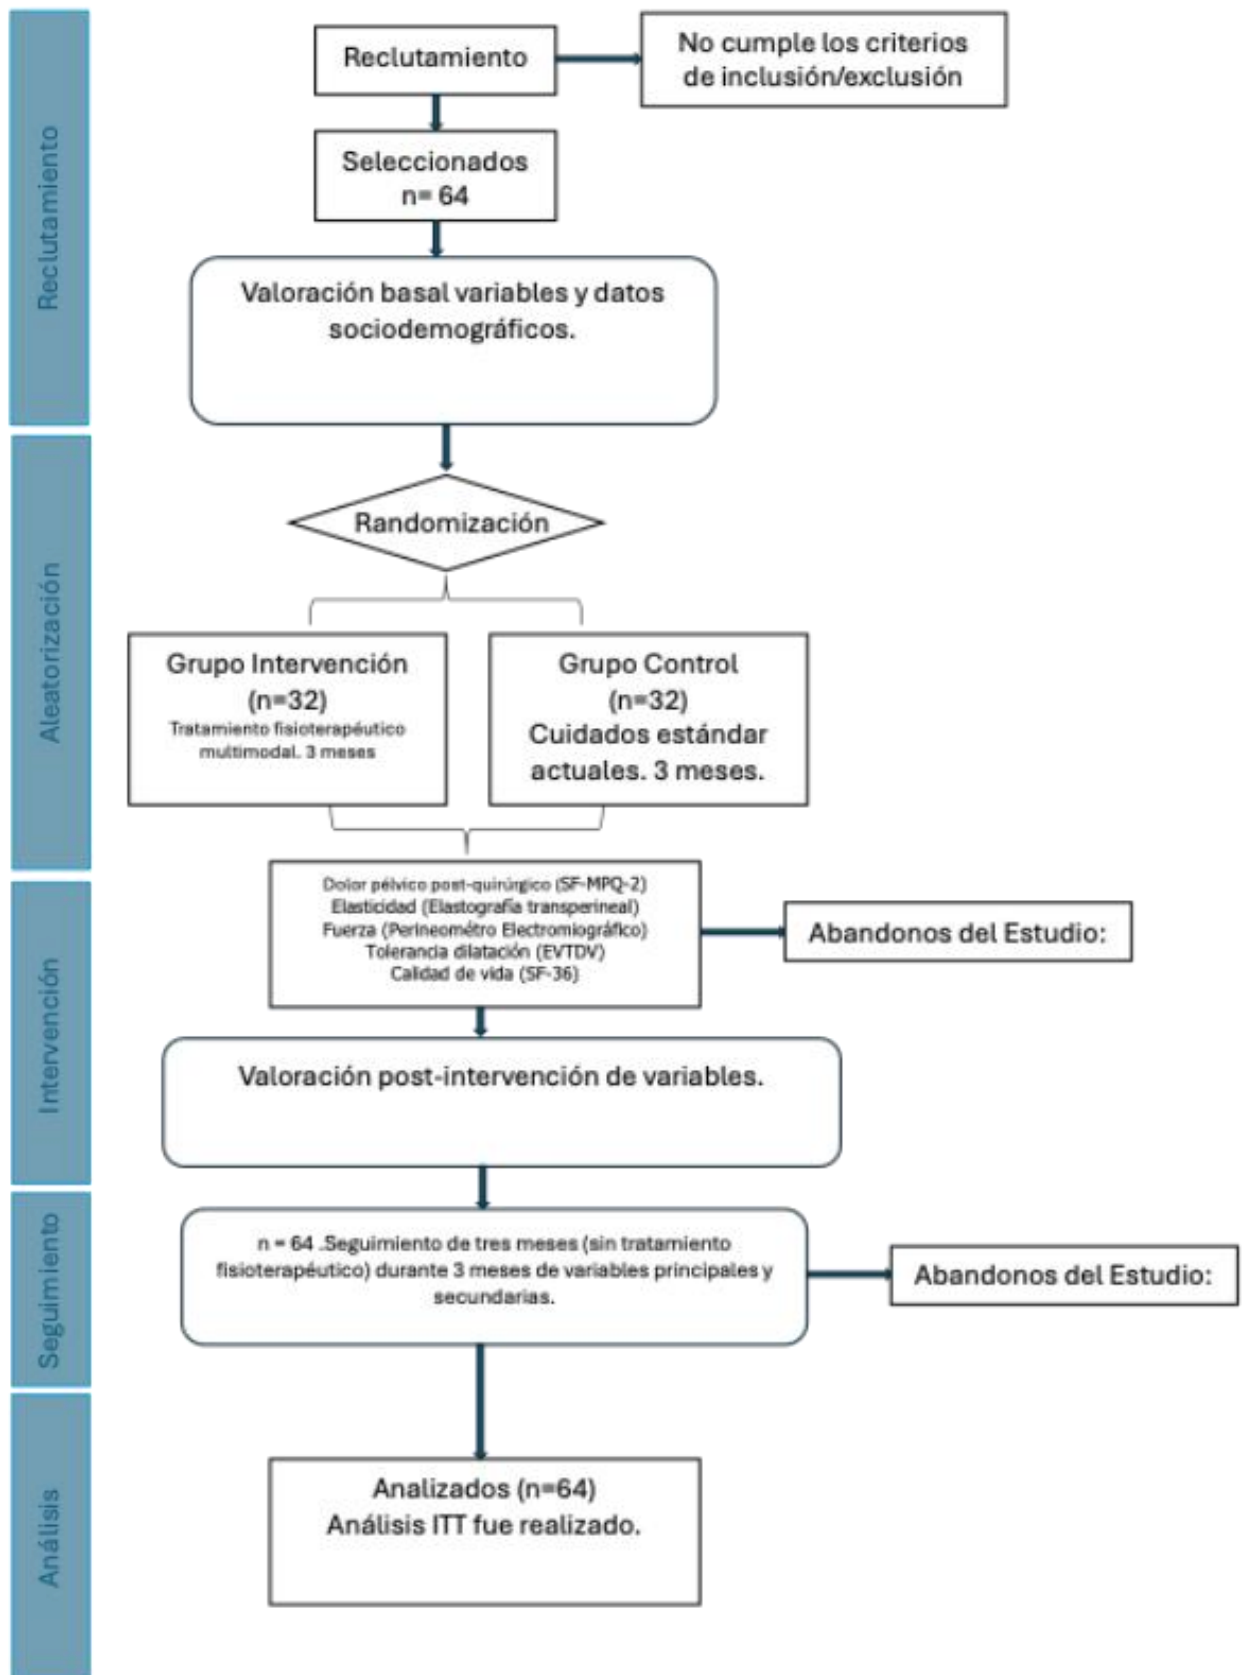 Reclutamiento
Reclutamiento
No cumple los criterios
de inclusión/exclusión
Seleccionados
n= 64
Valoración basal variables y datos
sociodemográficos.
Aleatorización
Randomización
Grupo Intervención
(n=32)
Tratamiento fisioterapéutico
multimodal. 3 meses
Grupo Control
(n=32)
Cuidados estándar
actuales. 3 meses.
Intervención
Dolor pélvico post-quirúrgico (SF-MPQ-2)
Elasticidad (Elastografía transperineal)
Fuerza (Perineométro Electromiográfico)
Tolerancia dilatación (EVTDV)
Calidad de vida (SF-36)
Abandonos del Estudio:
Valoración post-intervención de variables.
Seguimiento
n = 64 .Seguimiento de tres meses (sin tratamiento
fisioterapéutico) durante 3 meses de variables principales y
secundarias.
Abandonos del Estudio:
Análisis
Analizados (n=64)
Análisis ITT fue realizado.